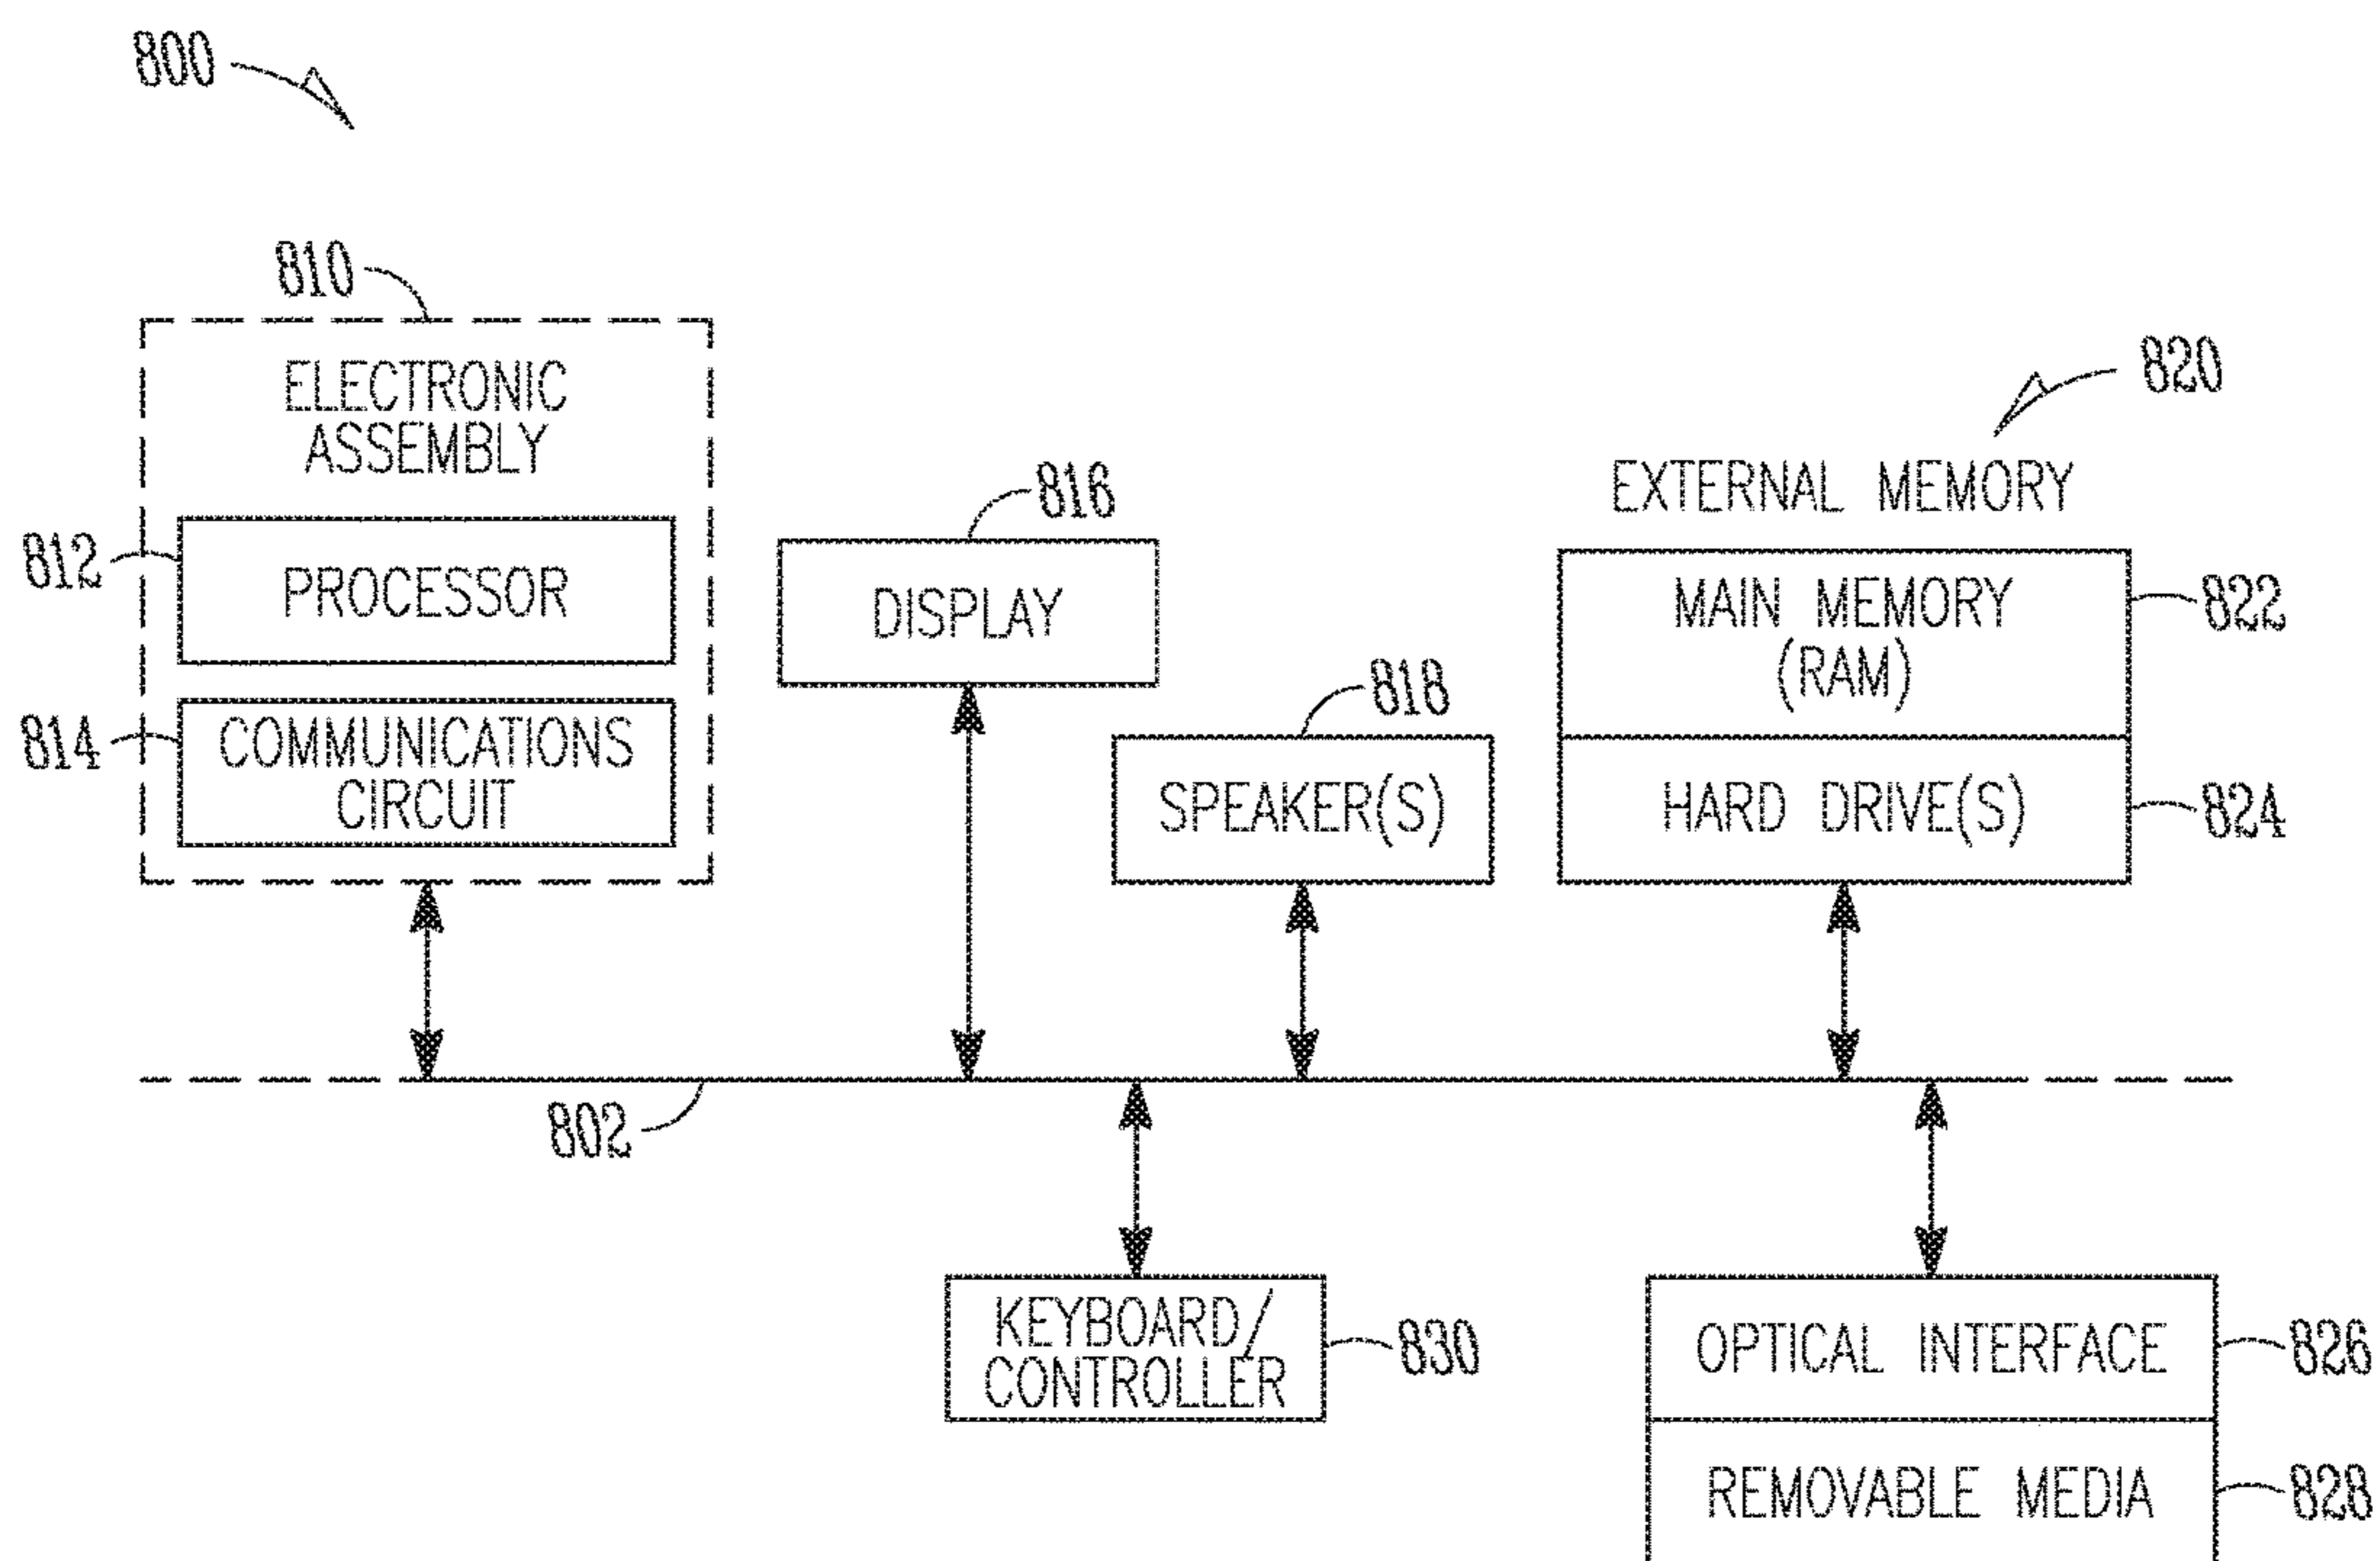 800
810
ELECTRONIC
ASSEMBLY
820
816
EXTERNAL MEMORY
812
PROCESSOR
DISPLAY
MAIN MEMORY
(RAM)
822
818
814
COMMUNICATIONS
CIRCUIT
SPEAKER(S)
HARD DRIVE(S)
824
802
KEYBOARD/
CONTROLLER
830
OPTICAL INTERFACE
826
REMOVABLE MEDIA
828